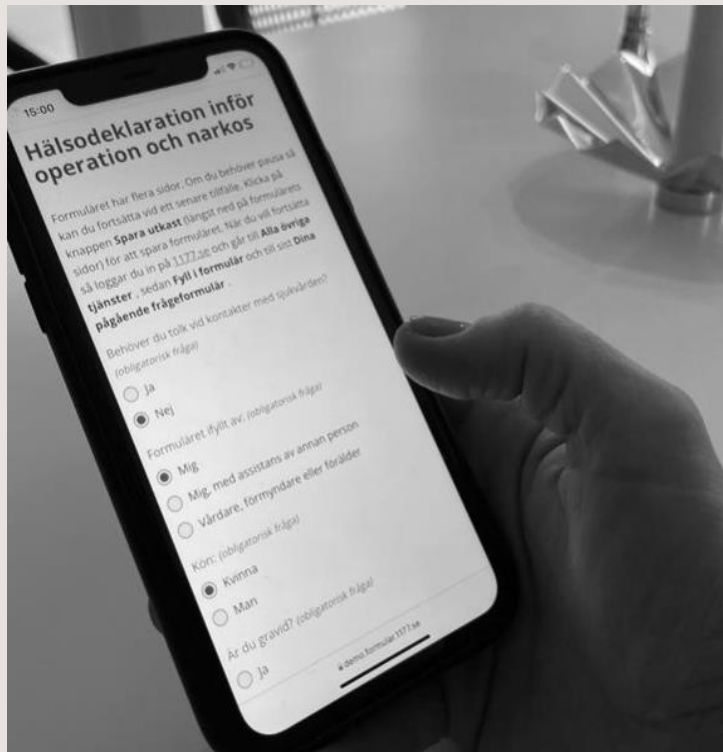 15:00
Hälsodeklaration inför
operation och narkos
Formuläret har flera sidor. Om du behöver pausa så
kan du fortsätta vid ett senare tillfälle. Klicka på
knappen Spara utkast (längst ned på formulärets
sidor) för att spara formuläret. När du vill fortsätta
så loggar du in på 1177.se och går till Alla övriga
tjänster , sedan Fyll i formulär och till sist Dina
pågående frågeformulär .
Behöver du tolk vid kontakter med sjukvården?
(obligatorisk fråga)
Ja
Nej
Formuläret ifyllt av: (obligatorisk fråga)
Mig
Mig, med assistans av annan person
Vårdare, förmyndare eller förälder
Kön: (obligatorisk fråga)
Kvinna
Man
Är du gravid? (obligatorisk fråga)
Ja
demo.formular.1177.se